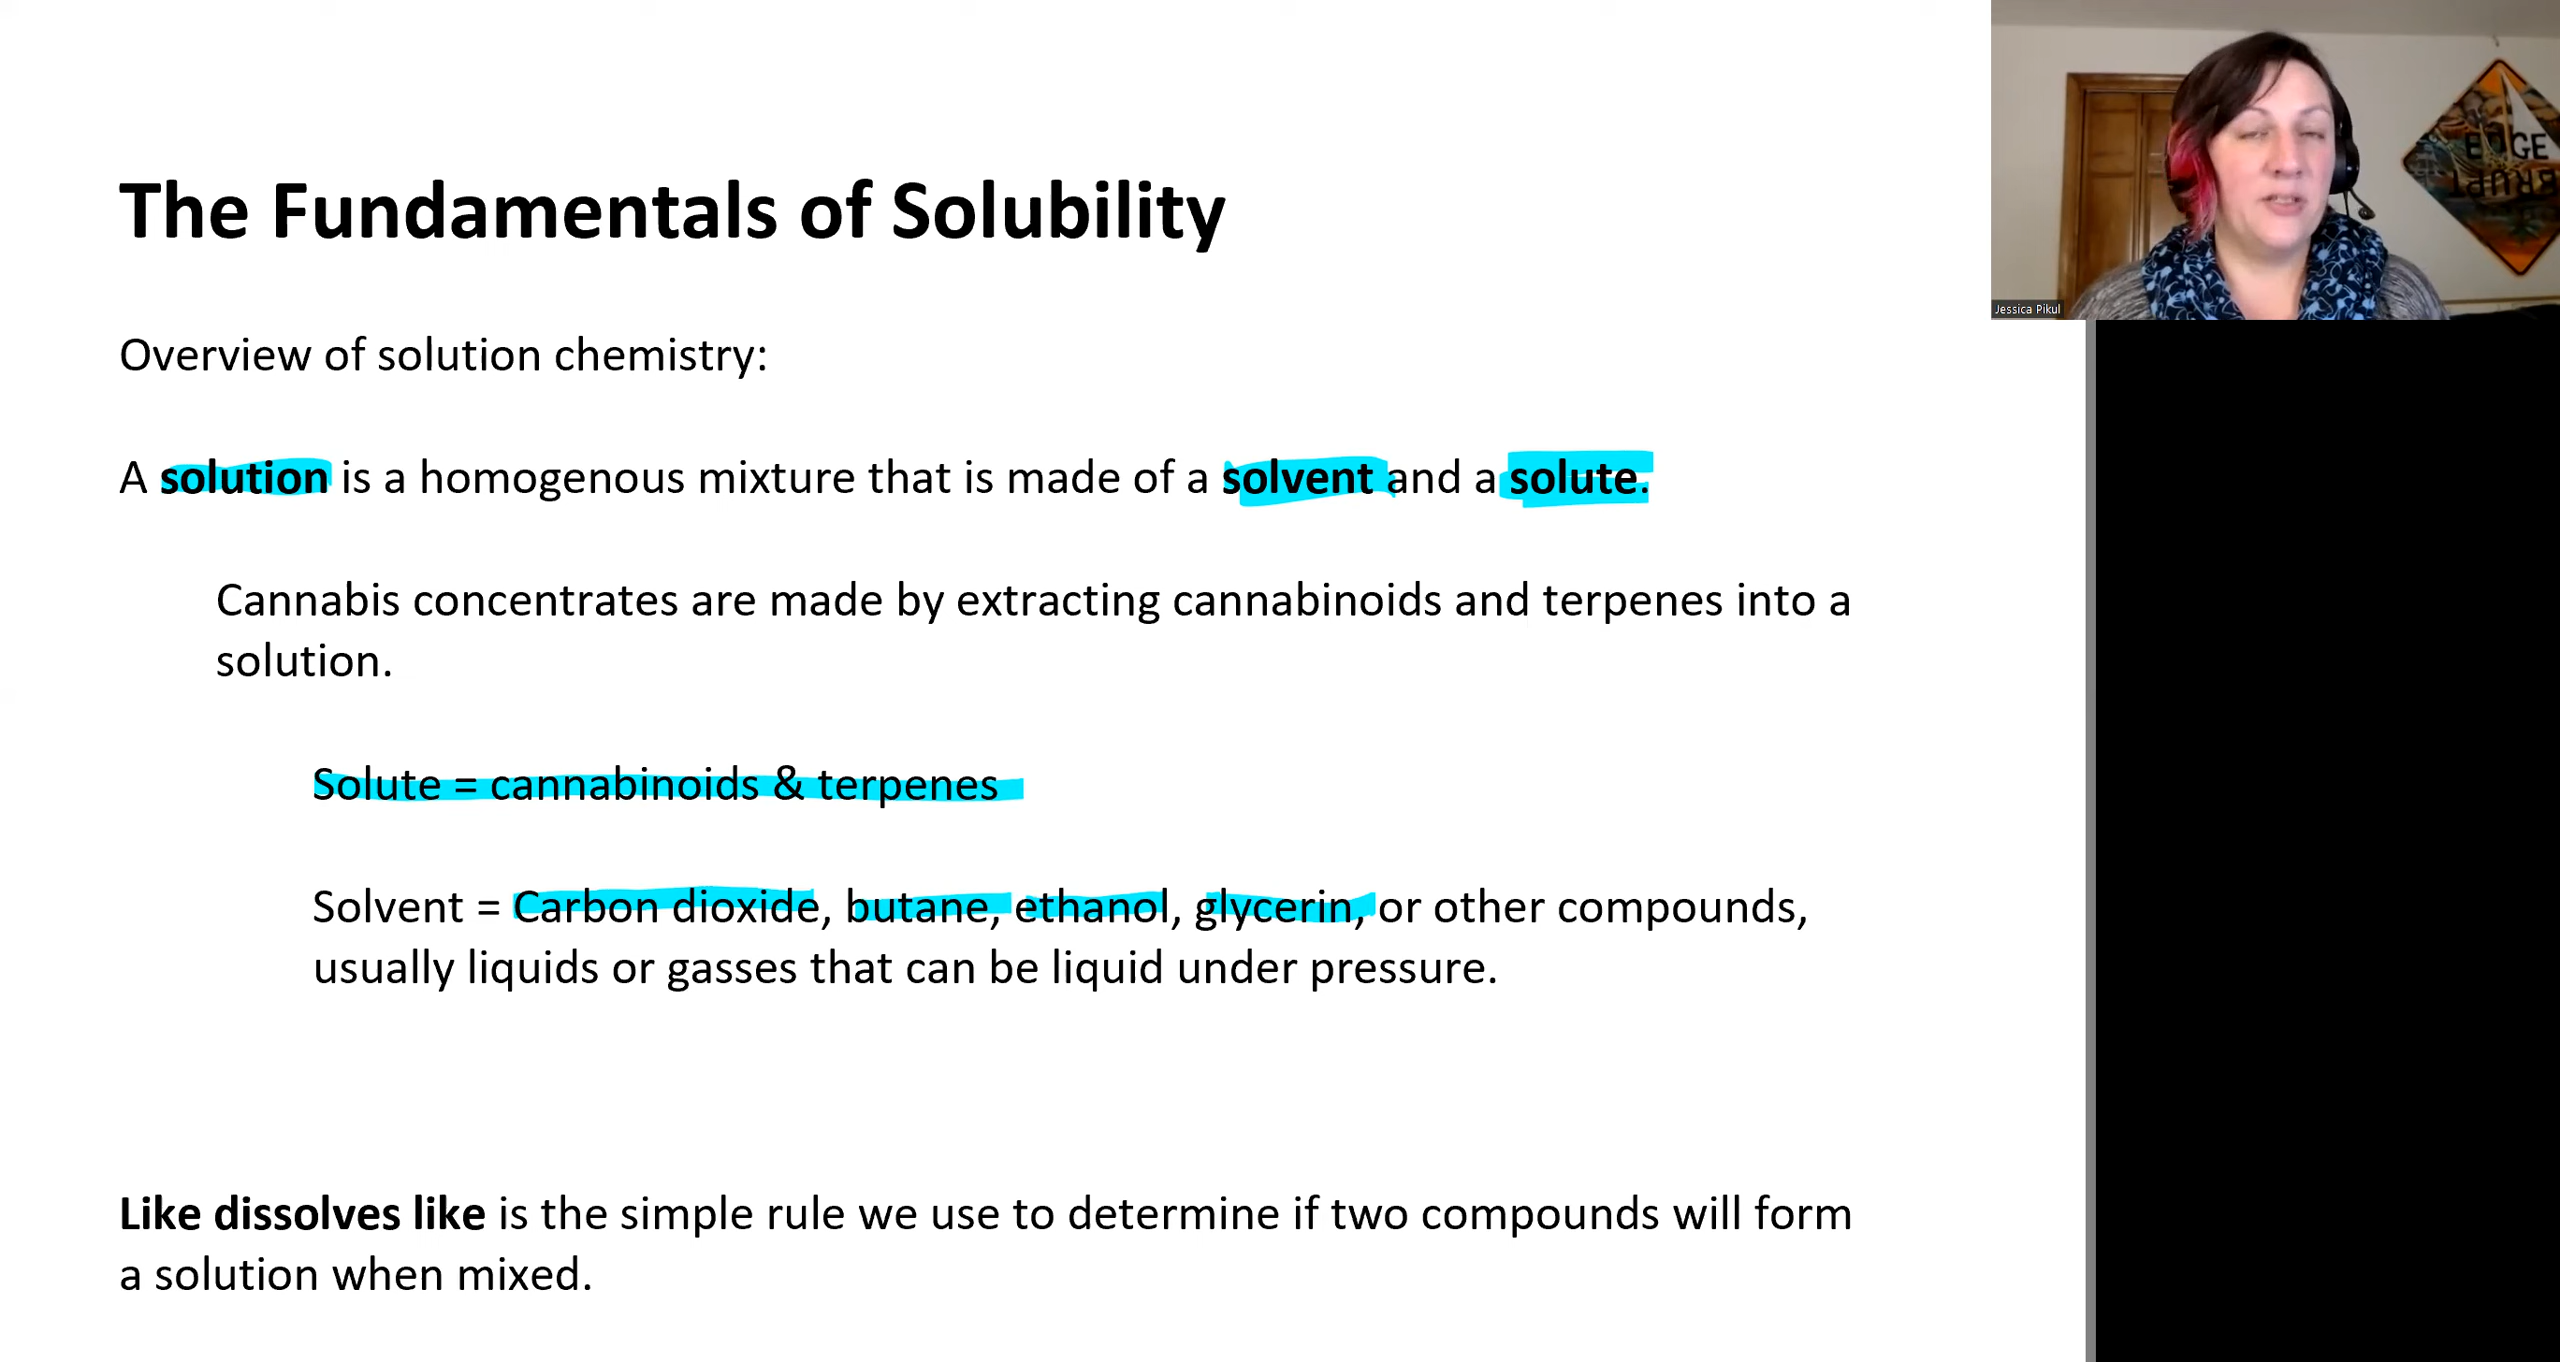 The Fundamentals of Solubility
Overview of solution chemistry:
A solution is a homogenous mixture that is made of a solvent and a solute.
Cannabis concentrates are made by extracting cannabinoids and terpenes into a
solution.
Solute = cannabinoids & terpenes
Solvent = Carbon dioxide, butane, ethanol, glycerin, or other compounds,
usually liquids or gasses that can be liquid under pressure.
Like dissolves like is the simple rule we use to determine if two compounds will form
a solution when mixed.
Jessica Pikul